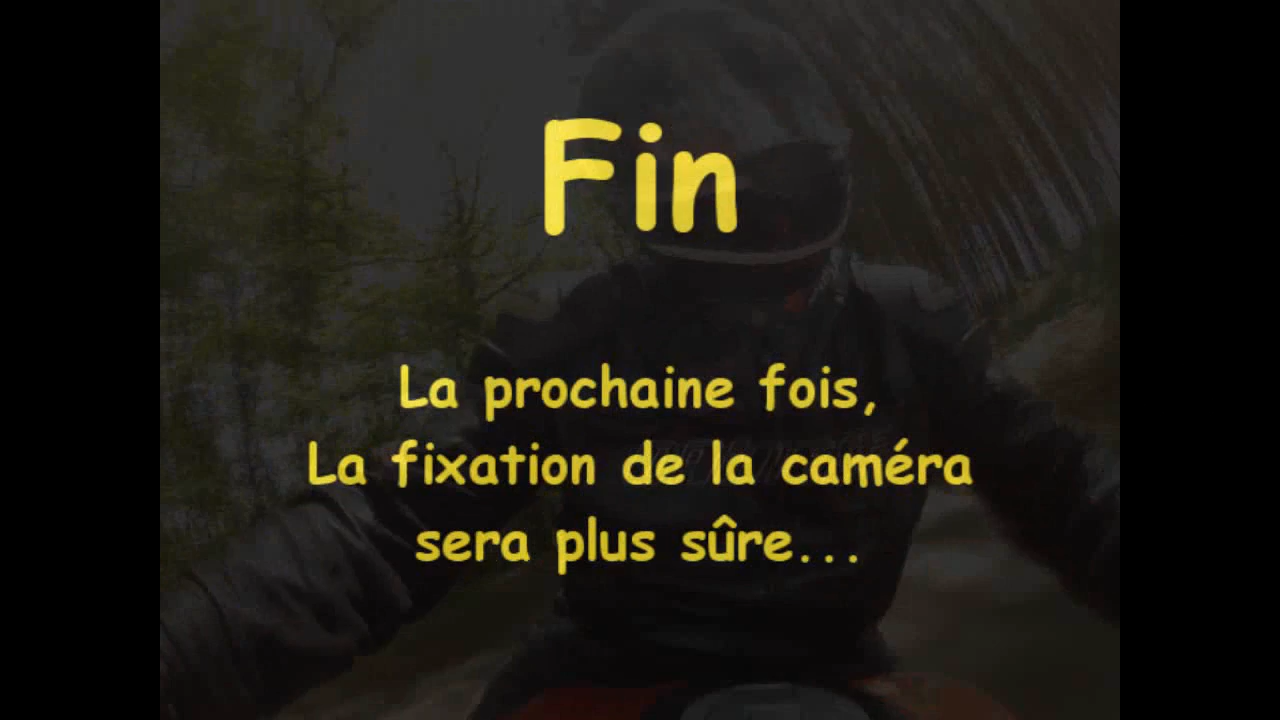 Fin
La prochaine fois,
La fixation de la caméra
sera plus sûre...